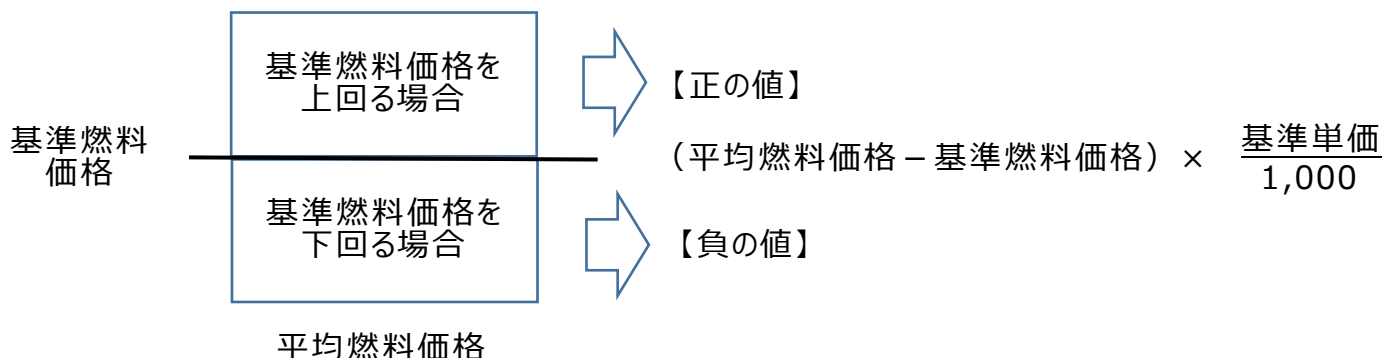 基準燃料価格を
上回る場合
【正の値】
基準燃料
価格
（平均燃料価格 – 基準燃料価格）× 基準単価
1,000
基準燃料価格を
下回る場合
【負の値】
平均燃料価格